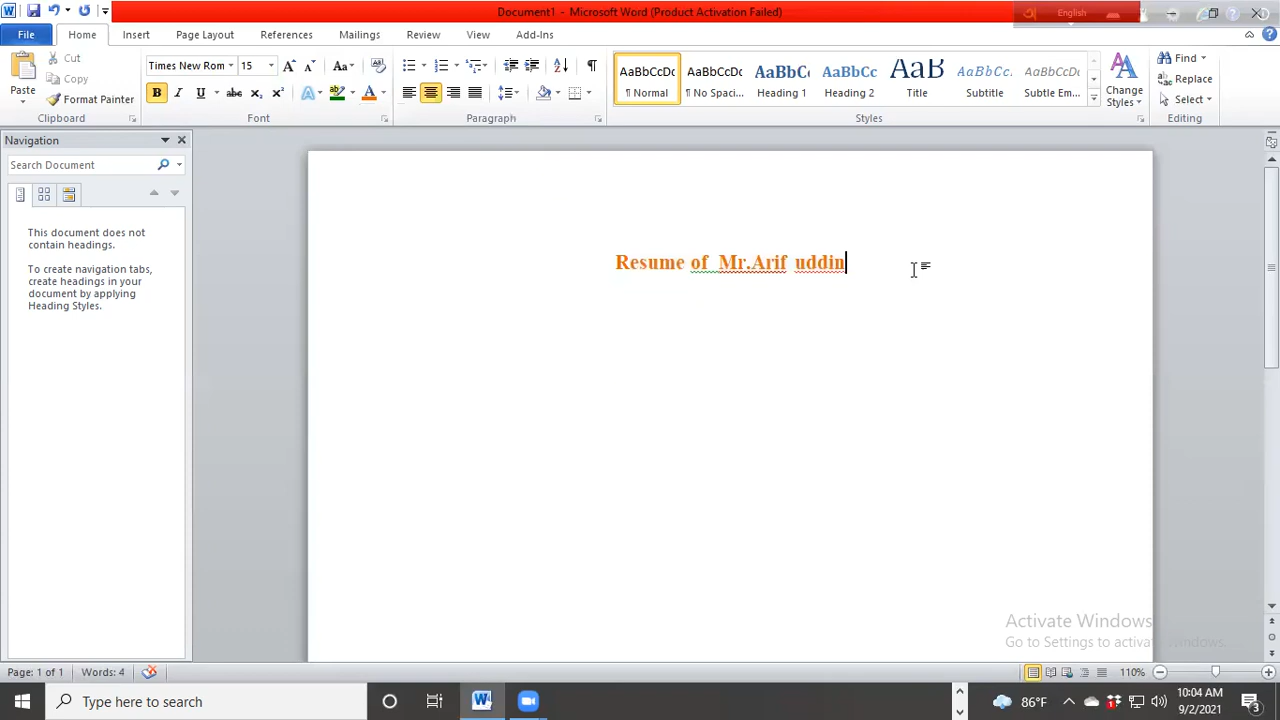 Document1 - Microsoft Word (Product Activation Failed)
English
File Home Insert Page Layout References Mailings Review View Add-Ins
Paste
Cut
Copy
Format Painter
Clipboard
Times New Rom 15
Font
Paragraph
AaBbCcDc AaBbCcDc AaBbCc AaBbCc AaB AaBbCc. AaBbCcDc
¶ Normal ¶ No Spaci... Heading 1 Heading 2 Title Subtitle Subtle Em...
Change Styles
Styles
Find
Replace
Select
Editing
Navigation
Search Document
This document does not
contain headings.
To create navigation tabs,
create headings in your
document by applying
Heading Styles.
Resume of Mr.Arif uddin
Activate Windows
Go to Settings to activate Windows.
Page: 1 of 1 Words: 4
110%
Type here to search
86°F
10:04 AM
9/2/2021
3